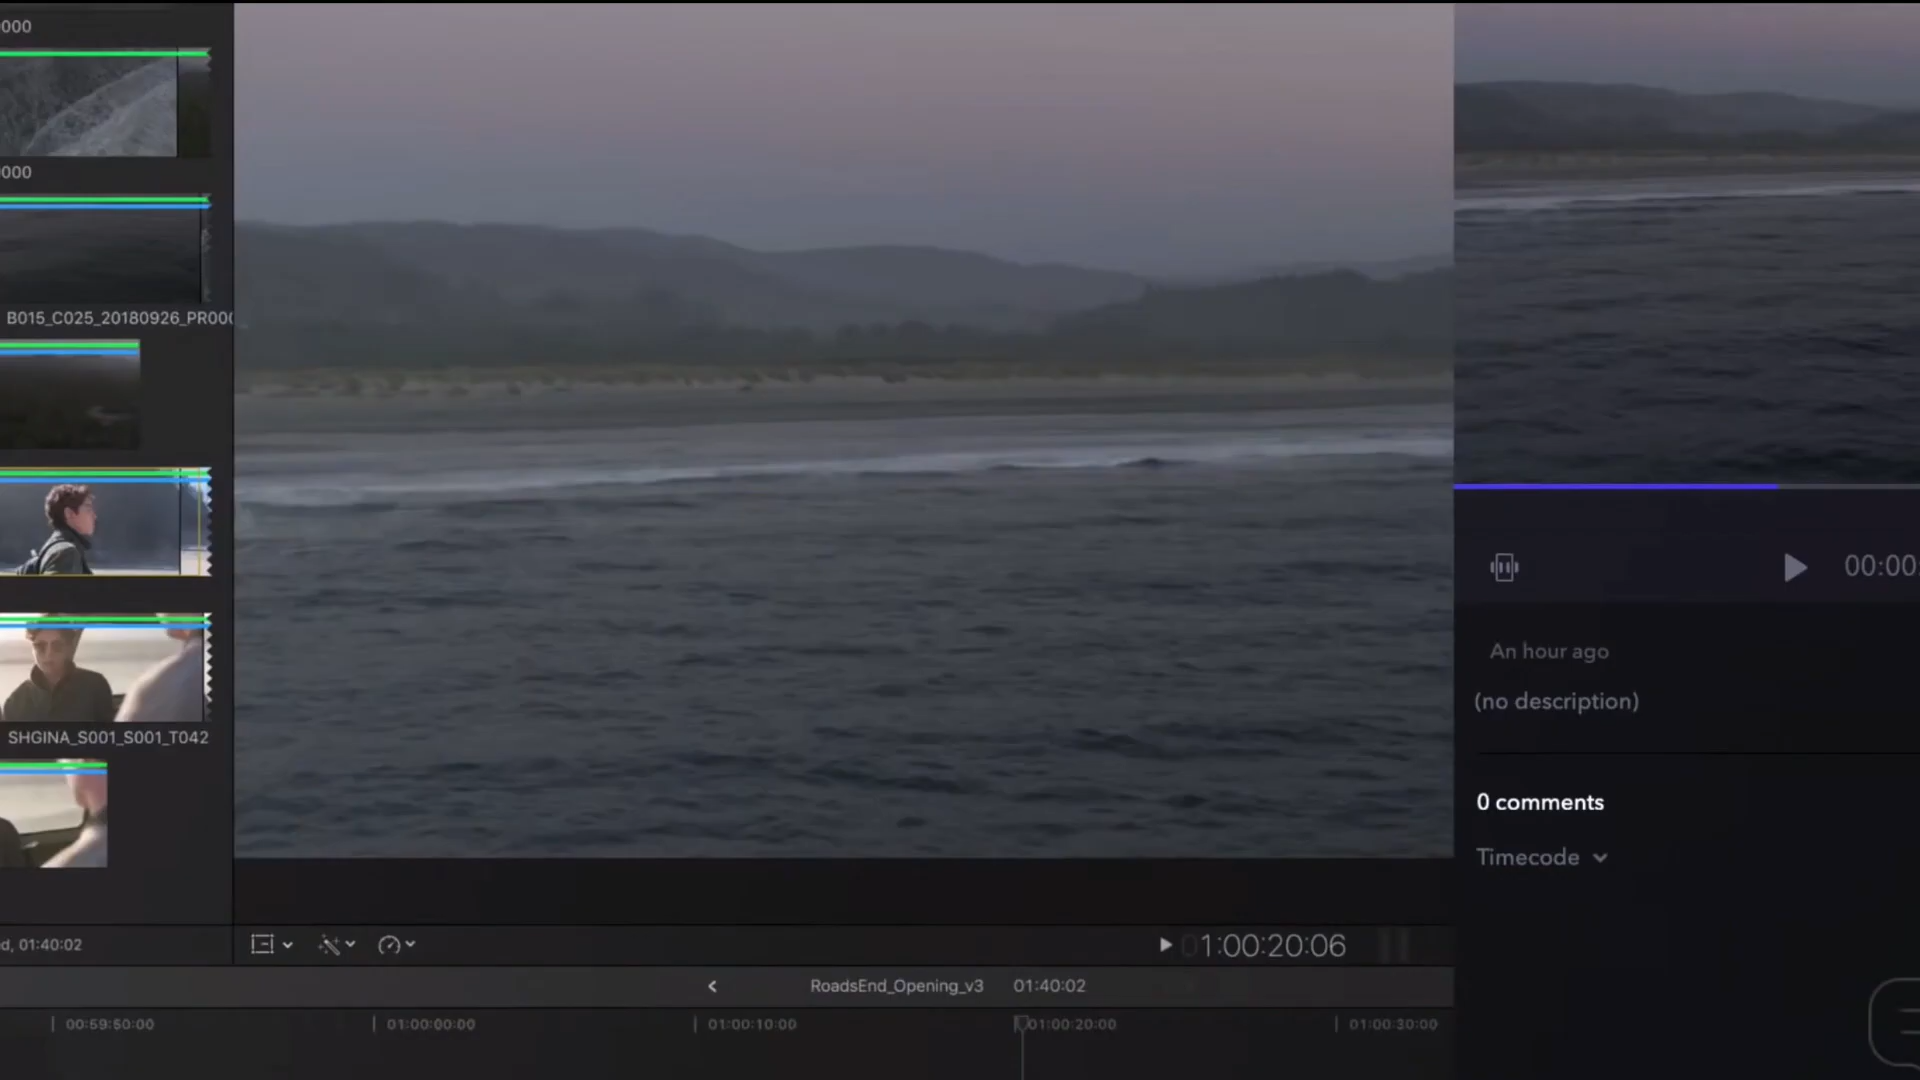 000
000
B015_C025_20180926_PR000
SHGINA_S001_S001_T042
d, 01:40:02
01:00:20:06
RoadsEnd_Opening_v3 01:40:02
00:59:50:00 01:00:00:00 01:00:10:00 01:00:20:00 01:00:30:00
00:00:
An hour ago
(no description)
0 comments
Timecode